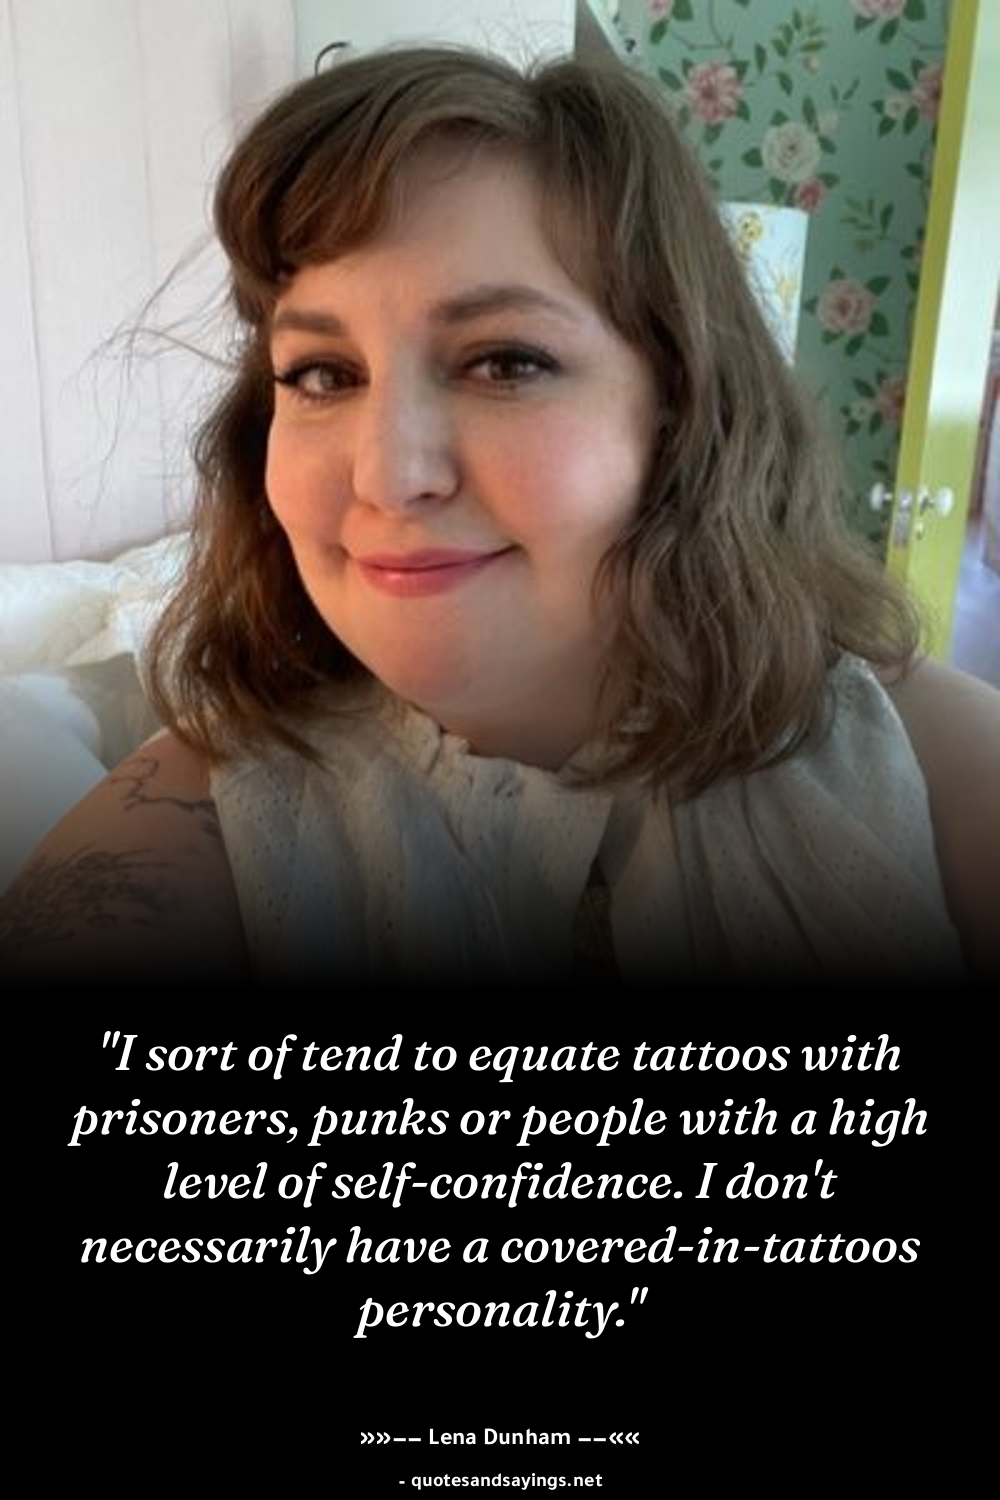 "I sort of tend to equate tattoos with
prisoners, punks or people with a high
level of self-confidence. I don't
necessarily have a covered-in-tattoos
personality."
»»−− Lena Dunham −−««
- quotesandsayings.net